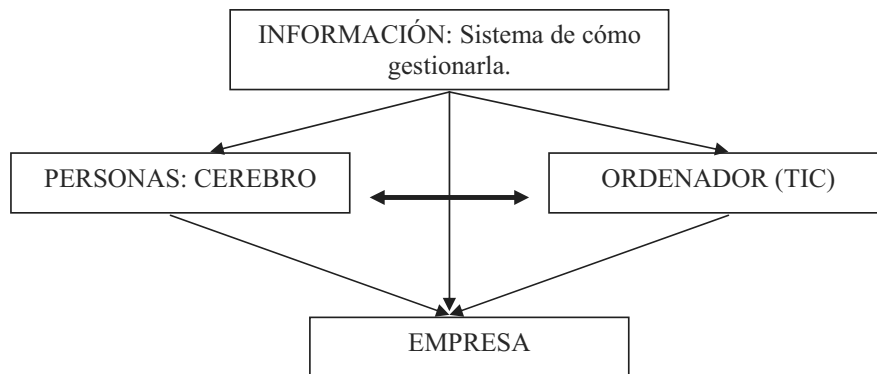 INFORMACIÓN: Sistema de cómo
gestionarla.
PERSONAS: CEREBRO
ORDENADOR (TIC)
EMPRESA